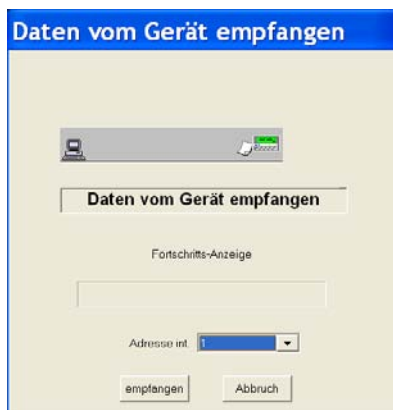 Daten vom Gerät empfangen
Daten vom Gerät empfangen
Fortschritts-Anzeige
Adresse int. 1
empfangen Abbruch